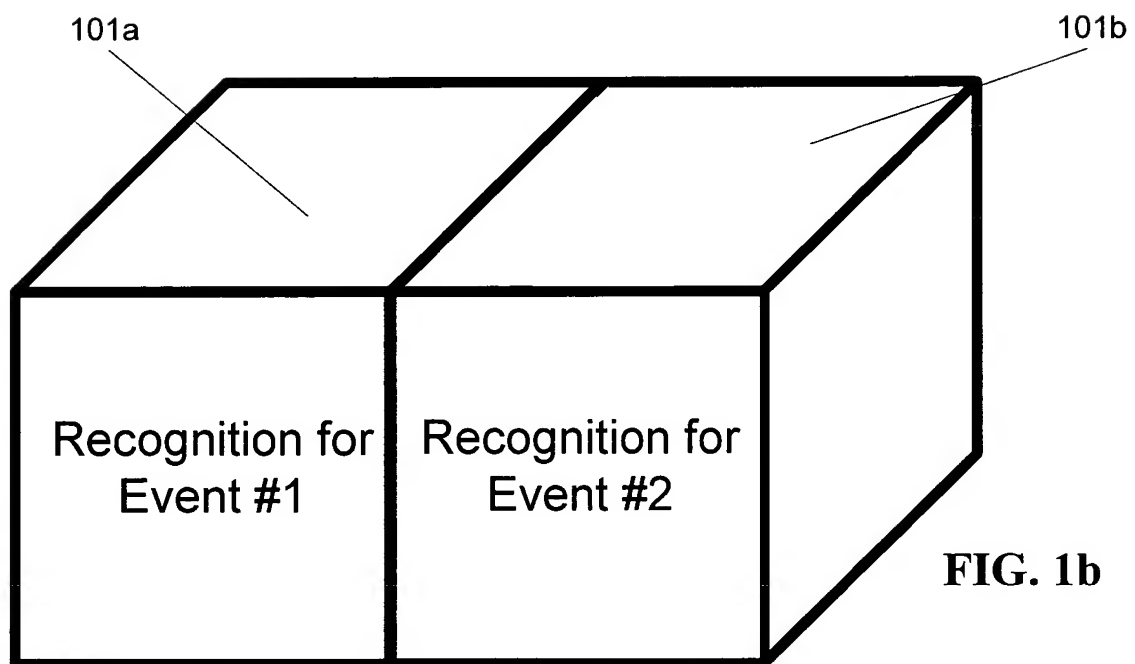 101a
101b
Recognition for
Event #1
Recognition for
Event #2
FIG. 1b